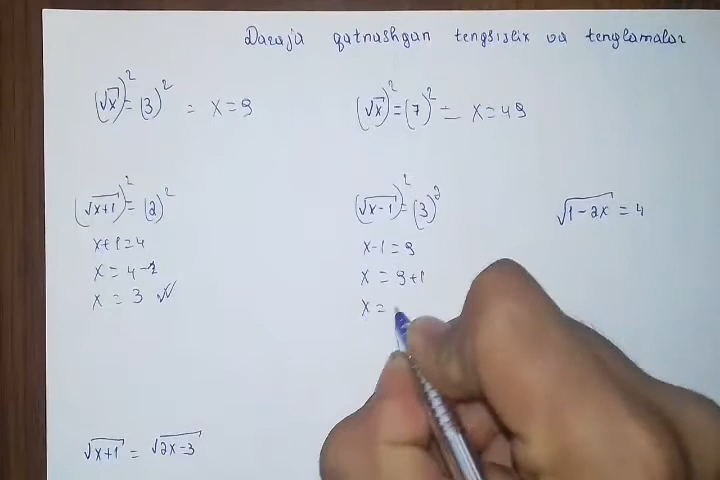 Daraja qatnashgan tengsizlik va tenglamalar
(√x)² = (3)² = x = 9
(√x)² = (7)² = x = 49
(√x+1)² = (2)²
x+1 = 4
x = 4-1
x = 3
(√x-1)² = (3)²
x-1 = 9
x = 9+1
x =
√1-2x = 4
√x+1 = √2x-3